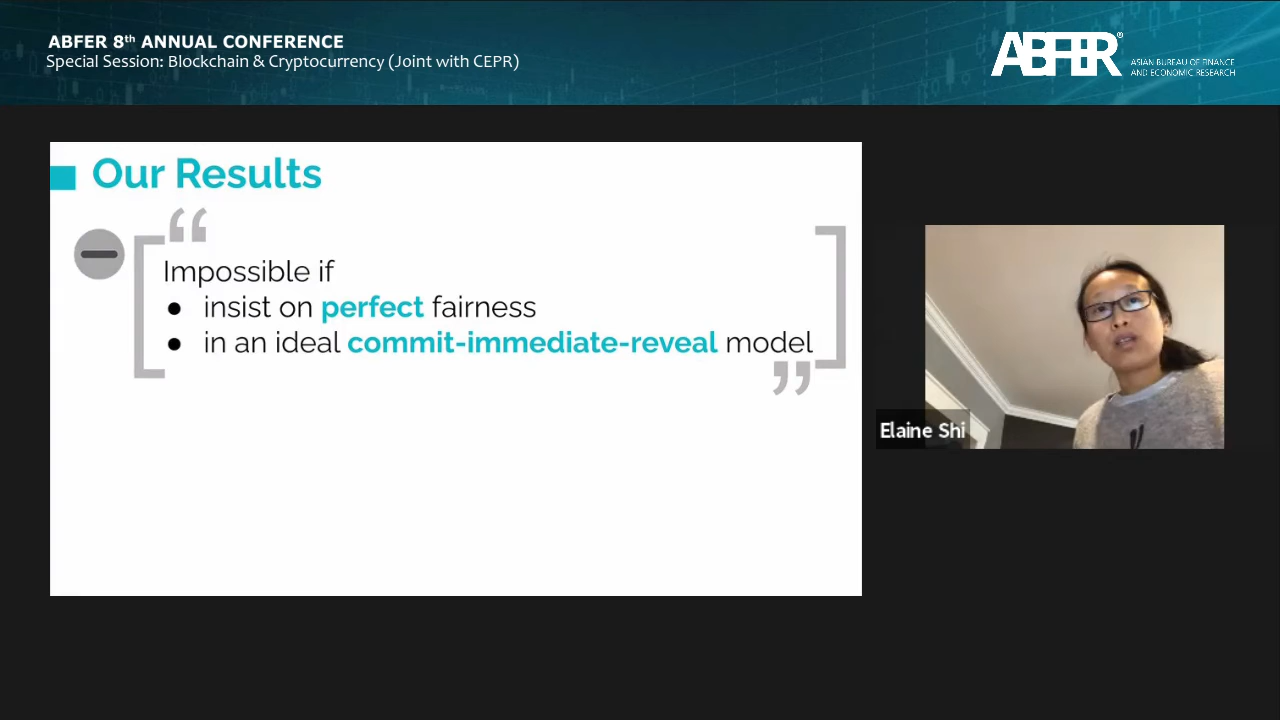 ABFER 8th ANNUAL CONFERENCE
Special Session: Blockchain & Cryptocurrency (Joint with CEPR)
ABFER®
ASIAN BUREAU OF FINANCE
AND ECONOMIC RESEARCH
Our Results
“
Impossible if
● insist on perfect fairness
● in an ideal commit-immediate-reveal model
”
Elaine Shi